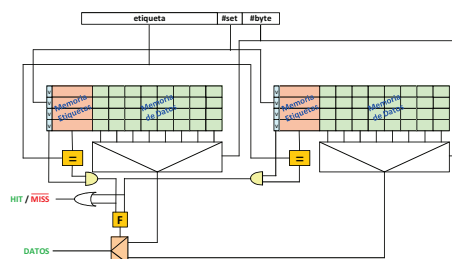 etiqueta #set #byte
v Memoria Etiquetas Memoria de Datos v Memoria Etiquetas Memoria de Datos
v v
v v
v v
= =
HIT / MISS
F
DATOS